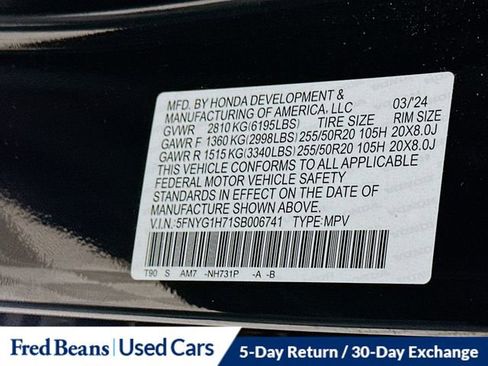 MFD. BY HONDA DEVELOPMENT &
MANUFACTURING OF AMERICA, LLC 03/'24
GVWR 2810 KG(6195LBS) TIRE SIZE RIM SIZE
GAWR F 1360 KG(2998LBS) 255/50R20 105H 20X8.0J
GAWR R 1515 KG(3340LBS) 255/50R20 105H 20X8.0J
THIS VEHICLE CONFORMS TO ALL APPLICABLE
FEDERAL MOTOR VEHICLE SAFETY
STANDARDS IN EFFECT ON THE DATE OF
MANUFACTURE SHOWN ABOVE.
V.I.N.:5FNYG1H71SB006741 TYPE:MPV
T90 S AM7 -NH731P -A -B
Fred Beans Used Cars 5-Day Return / 30-Day Exchange